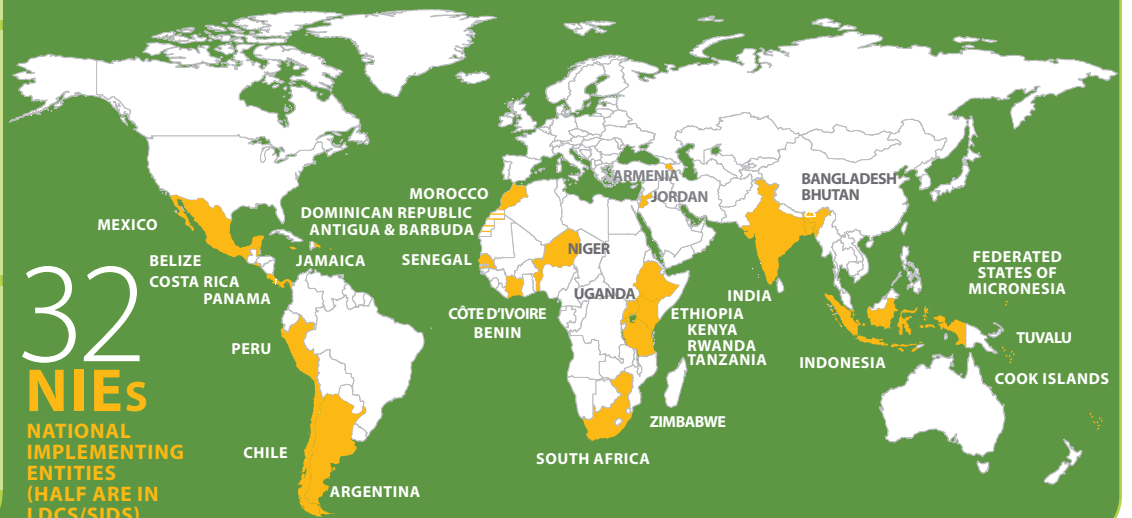 MEXICO
BELIZE
COSTA RICA
PANAMA
JAMAICA
32
NIEs
NATIONAL
IMPLEMENTING
ENTITIES
(HALF ARE IN
LDCS/SIDS)
PERU
CHILE
ARGENTINA
MOROCCO
DOMINICAN REPUBLIC
ANTIGUA & BARBUDA
SENEGAL
CÔTE D'IVOIRE
BENIN
NIGER
UGANDA
ARMENIA
JORDAN
ETHIOPIA
KENYA
RWANDA
TANZANIA
ZIMBABWE
SOUTH AFRICA
INDIA
BANGLADESH
BHUTAN
INDONESIA
FEDERATED
STATES OF
MICRONESIA
TUVALU
COOK ISLANDS